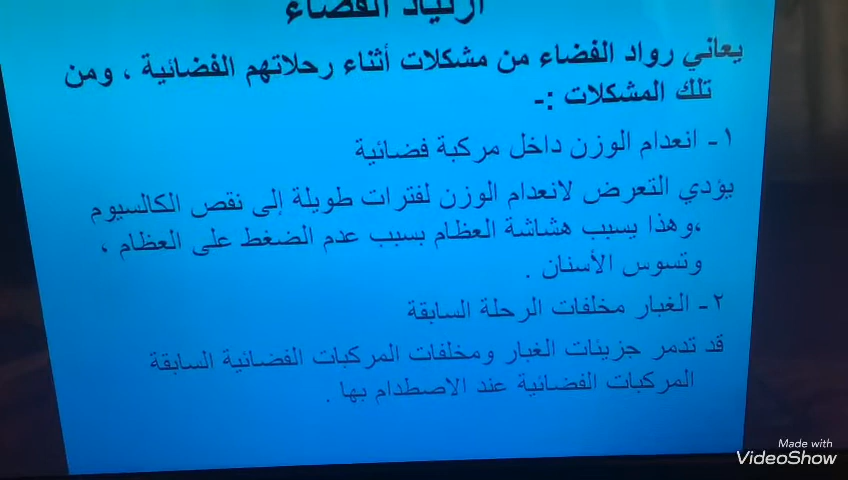 ارتياد الفضاء
يعاني رواد الفضاء من مشكلات أثناء رحلاتهم الفضائية ، ومن
تلك المشكلات :-
١- انعدام الوزن داخل مركبة فضائية
يؤدي التعرض لانعدام الوزن لفترات طويلة إلى نقص الكالسيوم
،وهذا يسبب هشاشة العظام بسبب عدم الضغط على العظام ،
وتسوس الأسنان .
٢- الغبار مخلفات الرحلة السابقة
قد تدمر جزيئات الغبار ومخلفات المركبات الفضائية السابقة
المركبات الفضائية عند الاصطدام بها .
Made with
VideoShow